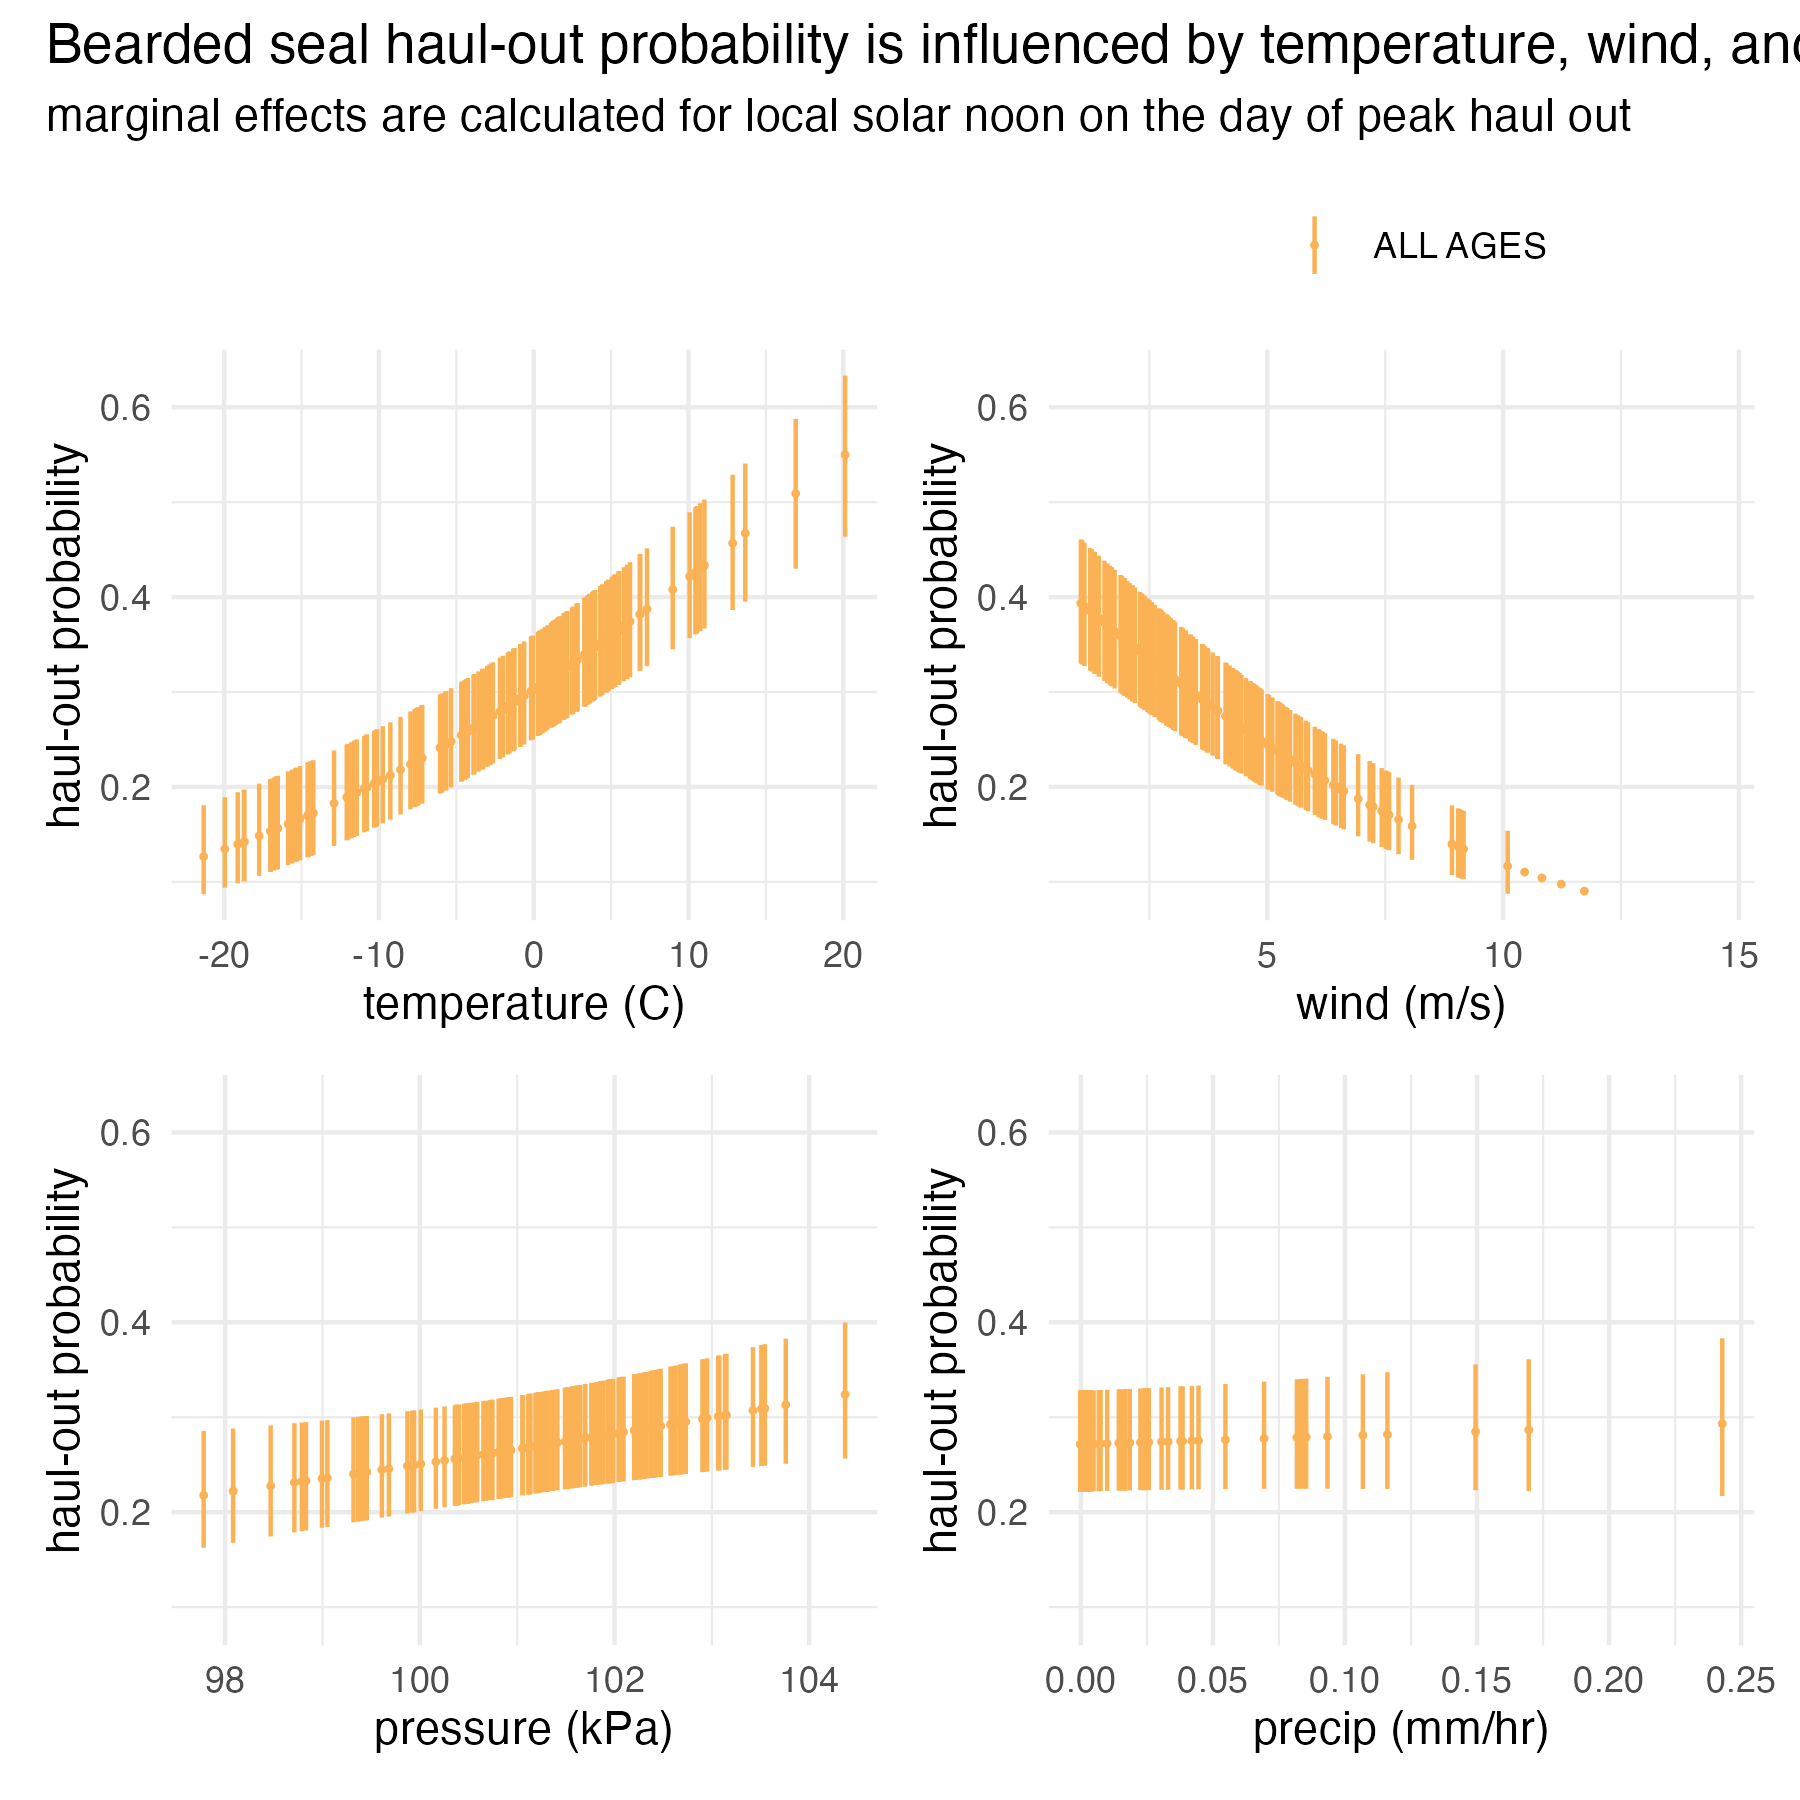 Bearded seal haul-out probability is influenced by temperature, wind, and
marginal effects are calculated for local solar noon on the day of peak haul out
ALL AGES
haul-out probability
0.6
0.4
0.2
-20 -10 0 10 20
temperature (C)
haul-out probability
0.6
0.4
0.2
5 10 15
wind (m/s)
haul-out probability
0.6
0.4
0.2
98 100 102 104
pressure (kPa)
haul-out probability
0.6
0.4
0.2
0.00 0.05 0.10 0.15 0.20 0.25
precip (mm/hr)